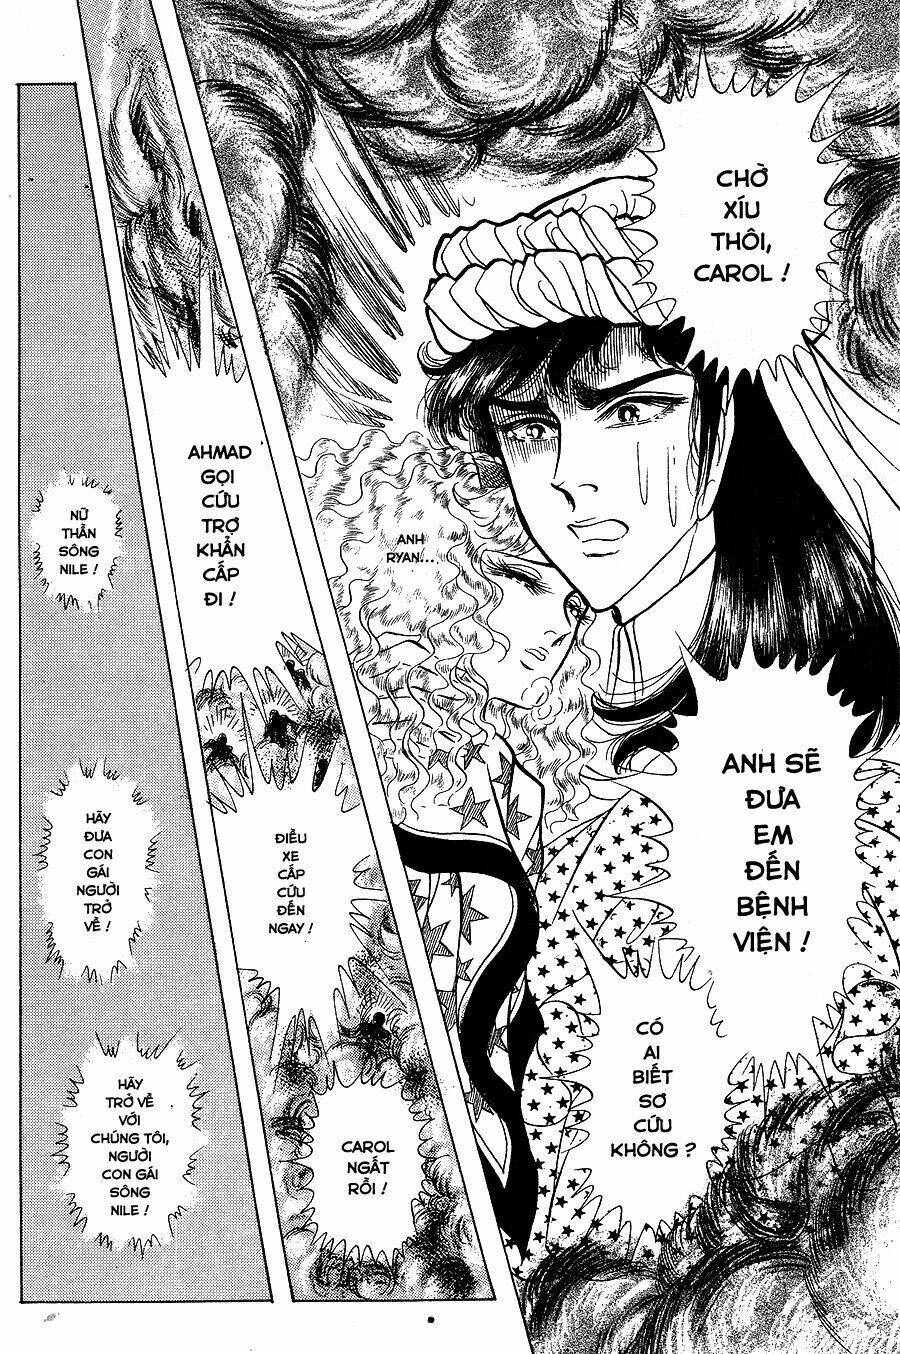 CHỜ
XÍU
THÔI,
CAROL !
ANH
RYAN...
ANH SẼ
ĐƯA
EM
ĐẾN
BỆNH
VIỆN !
CÓ
AI
BIẾT
SƠ
CỨU
KHÔNG ?
AHMAD
GỌI
CỨU
TRỢ
KHẨN
CẤP
ĐI !
ĐIỀU
XE
CẤP
CỨU
ĐẾN
NGAY !
CAROL
NGẤT
RỒI !
NỮ
THẦN
SÔNG
NILE !
HÃY
ĐƯA
CON
GÁI
NGƯỜI
TRỞ
VỀ !
HÃY
TRỞ VỀ
VỚI
CHÚNG TÔI,
NGƯỜI
CON GÁI
SÔNG
NILE !